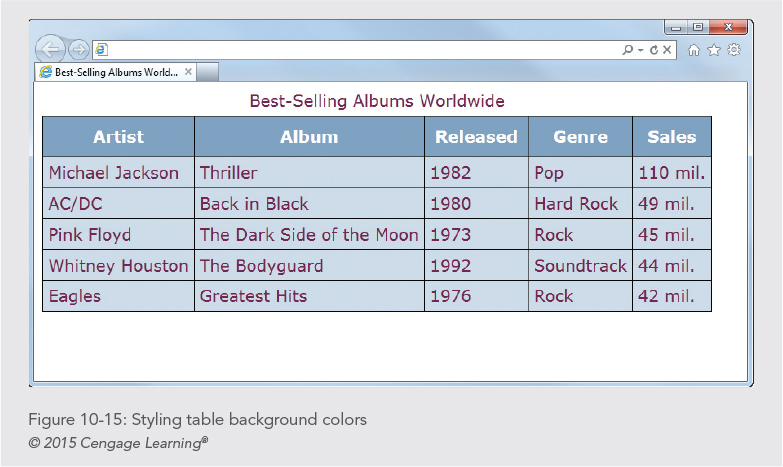 Best-Selling Albums World...
Best-Selling Albums Worldwide
Artist Album Released Genre Sales
Michael Jackson Thriller 1982 Pop 110 mil.
AC/DC Back in Black 1980 Hard Rock 49 mil.
Pink Floyd The Dark Side of the Moon 1973 Rock 45 mil.
Whitney Houston The Bodyguard 1992 Soundtrack 44 mil.
Eagles Greatest Hits 1976 Rock 42 mil.
Figure 10-15: Styling table background colors
© 2015 Cengage Learning®